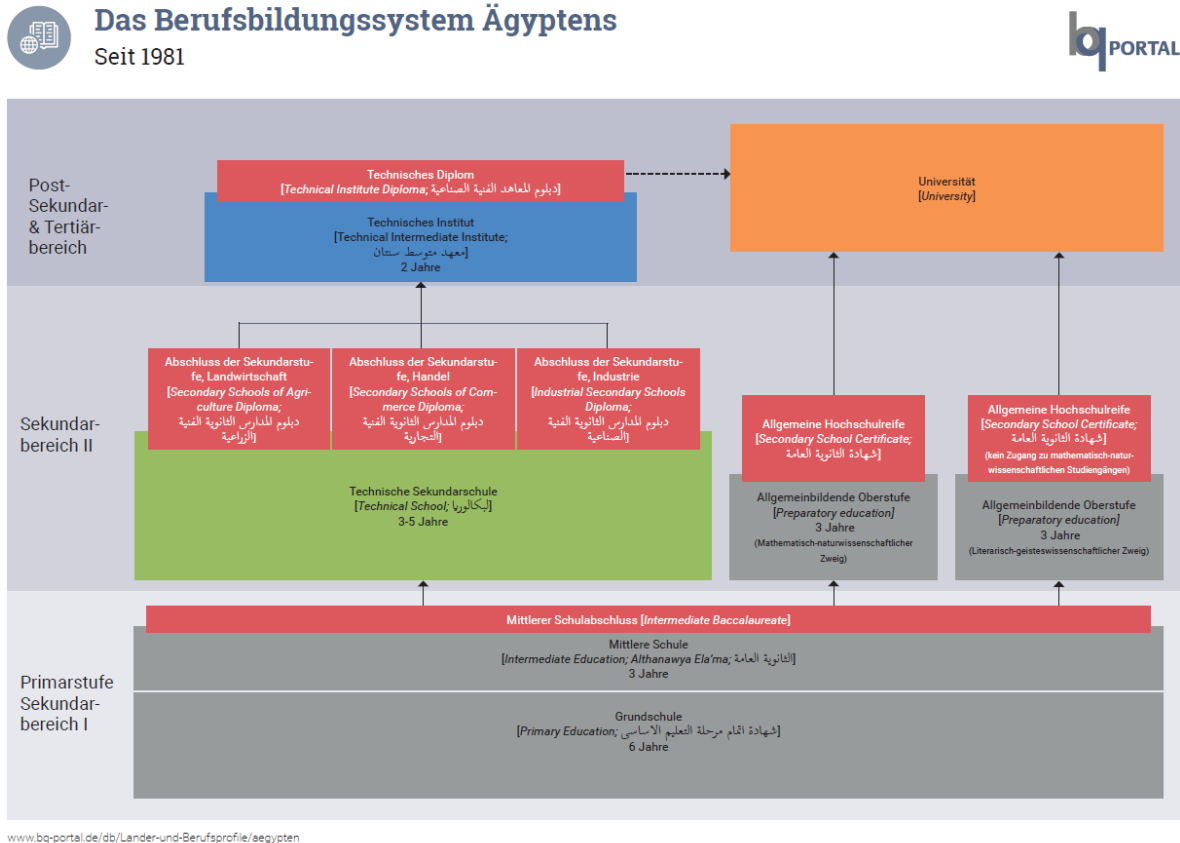 Das Berufsbildungssystem Ägyptens
Seit 1981
bq PORTAL
Post-
Sekundar-
& Tertiär-
bereich
Technisches Diplom
[Technical Institute Diploma; دبلوم المعاهد الفنية الصناعية]
Technisches Institut
[Technical Intermediate Institute;
معهد متوسط سنتان]
2 Jahre
Universität
[University]
Sekundar-
bereich II
Abschluss der Sekundarstu-
fe, Landwirtschaft
[Secondary Schools of Agri-
culture Diploma;
دبلوم المدارس الثانوية الفنية
الزراعية]
Abschluss der Sekundarstu-
fe, Handel
[Secondary Schools of Com-
merce Diploma;
دبلوم المدارس الثانوية الفنية
التجارية]
Abschluss der Sekundarstu-
fe, Industrie
[Industrial Secondary Schools
Diploma;
دبلوم المدارس الثانوية الفنية
الصناعية]
Technische Sekundarschule
[Technical School; لبكالوريا]
3-5 Jahre
Allgemeine Hochschulreife
[Secondary School Certificate;
شهادة الثانوية العامة]
Allgemeinbildende Oberstufe
[Preparatory education]
3 Jahre
(Mathematisch-naturwissenschaftlicher
Zweig)
Allgemeine Hochschulreife
[Secondary School Certificate;
شهادة الثانوية العامة]
(kein Zugang zu mathematisch-natur-
wissenschaftlichen Studiengängen)
Allgemeinbildende Oberstufe
[Preparatory education]
3 Jahre
(Literarisch-geisteswissenschaftlicher Zweig)
Primarstufe
Sekundar-
bereich I
Mittlerer Schulabschluss [Intermediate Baccalaureate]
Mittlere Schule
[Intermediate Education; Althanawya Ela'ma; الثانوية العامة]
3 Jahre
Grundschule
[Primary Education; شهادة اتمام مرحلة التعليم الاساسى]
6 Jahre
www.bq-portal.de/db/Lander-und-Berufsprofile/aegypten